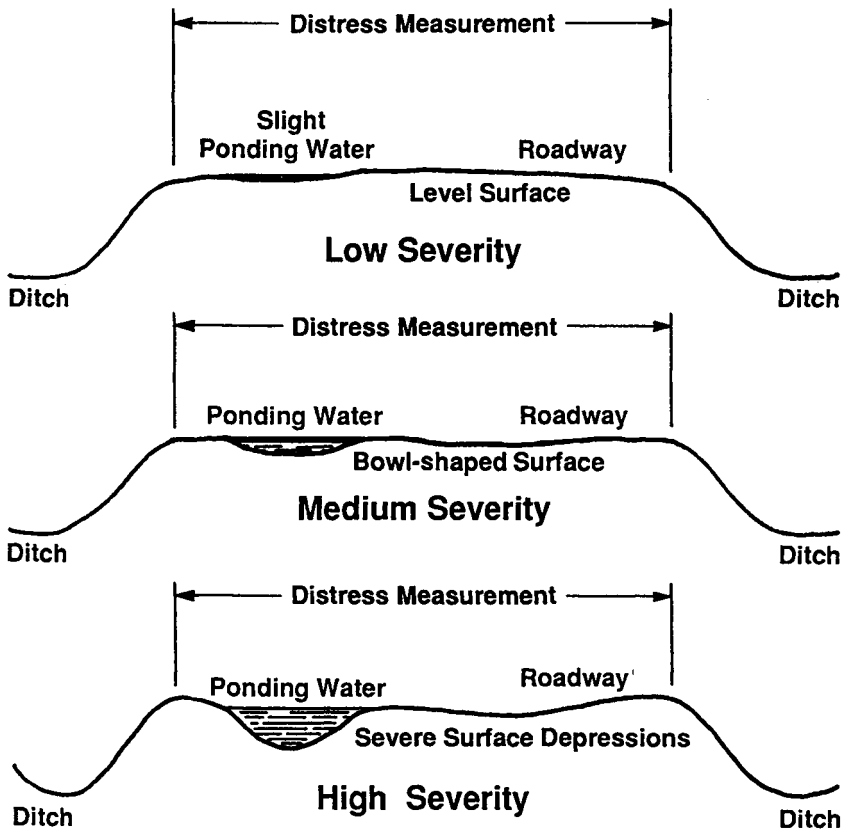 Distress Measurement
Slight
Ponding Water
Roadway
Level Surface
Low Severity
Ditch
Ditch
Distress Measurement
Ponding Water
Roadway
Bowl-shaped Surface
Medium Severity
Ditch
Ditch
Distress Measurement
Ponding Water
Roadway
Severe Surface Depressions
High Severity
Ditch
Ditch